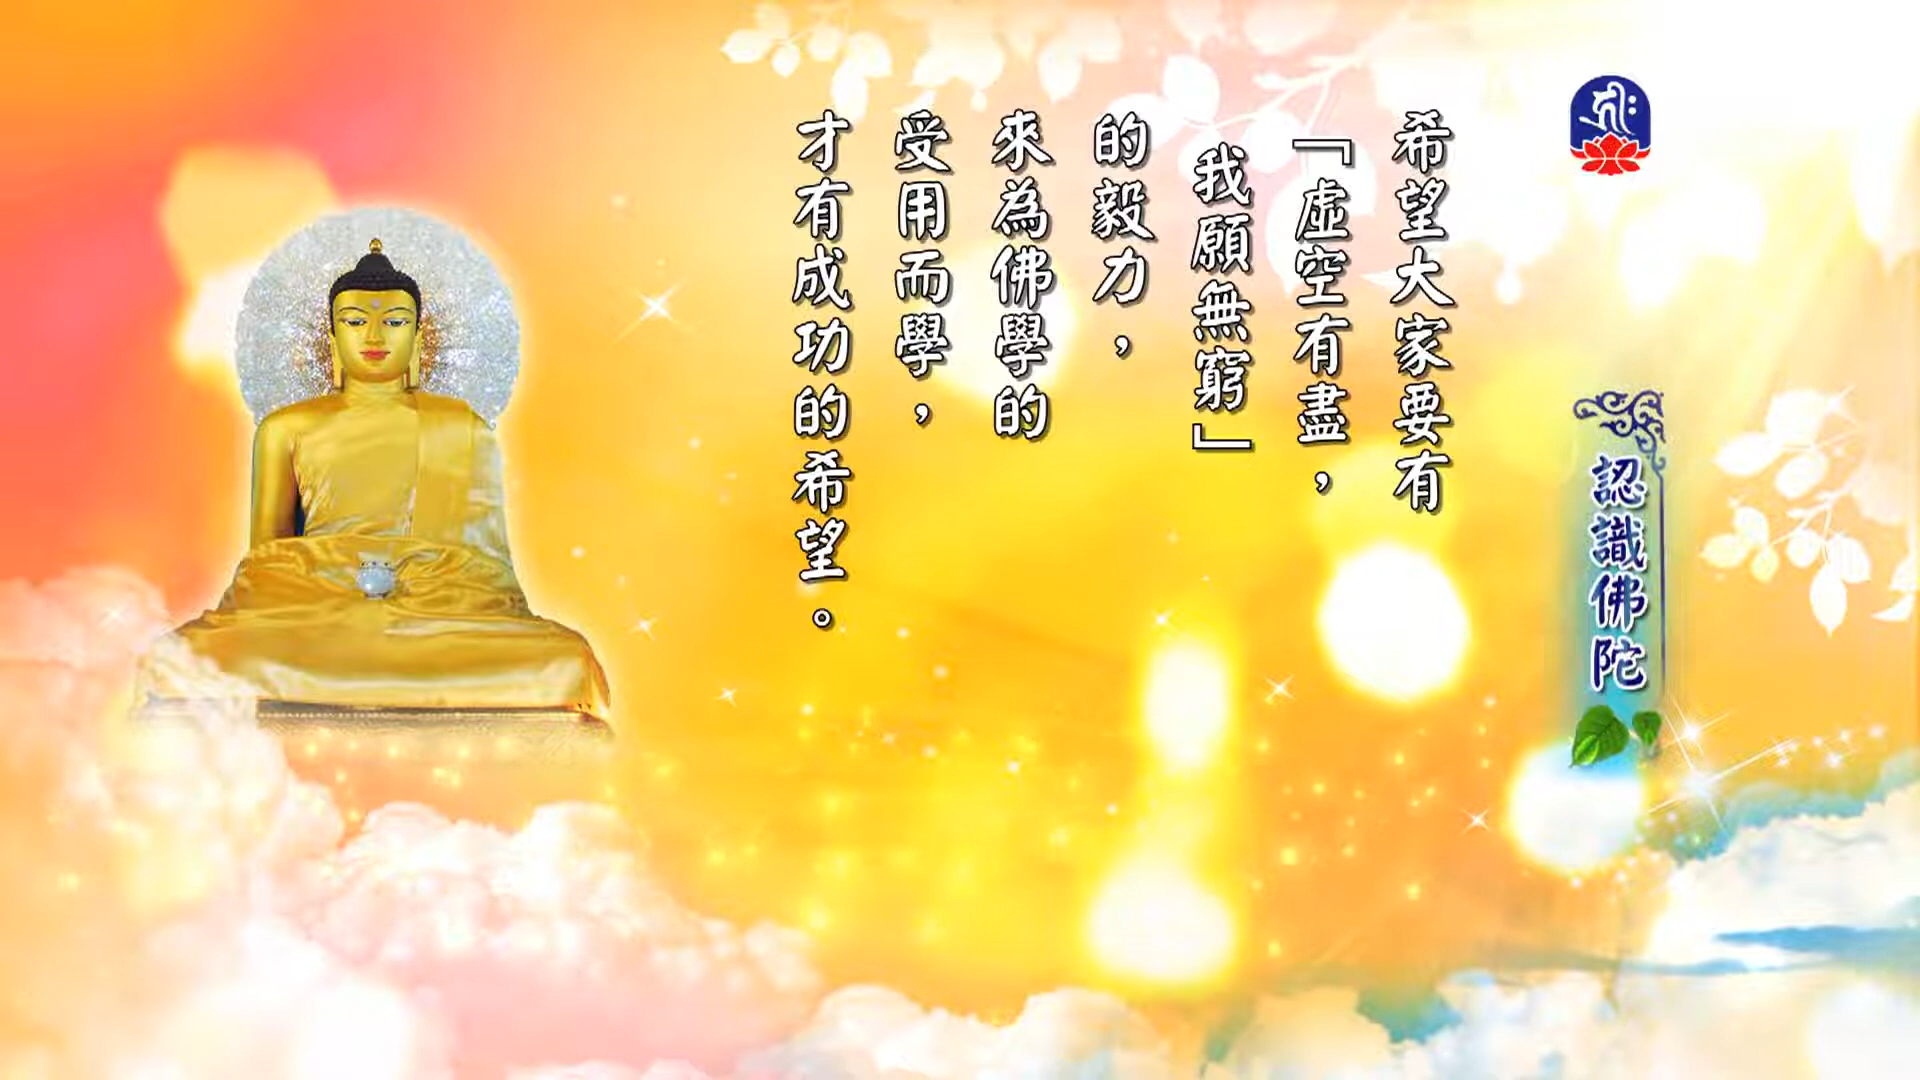 認識佛陀
希望大家要有
「虛空有盡，
我願無窮」
的毅力，
來為佛學的
受用而學，
才有成功的希望。